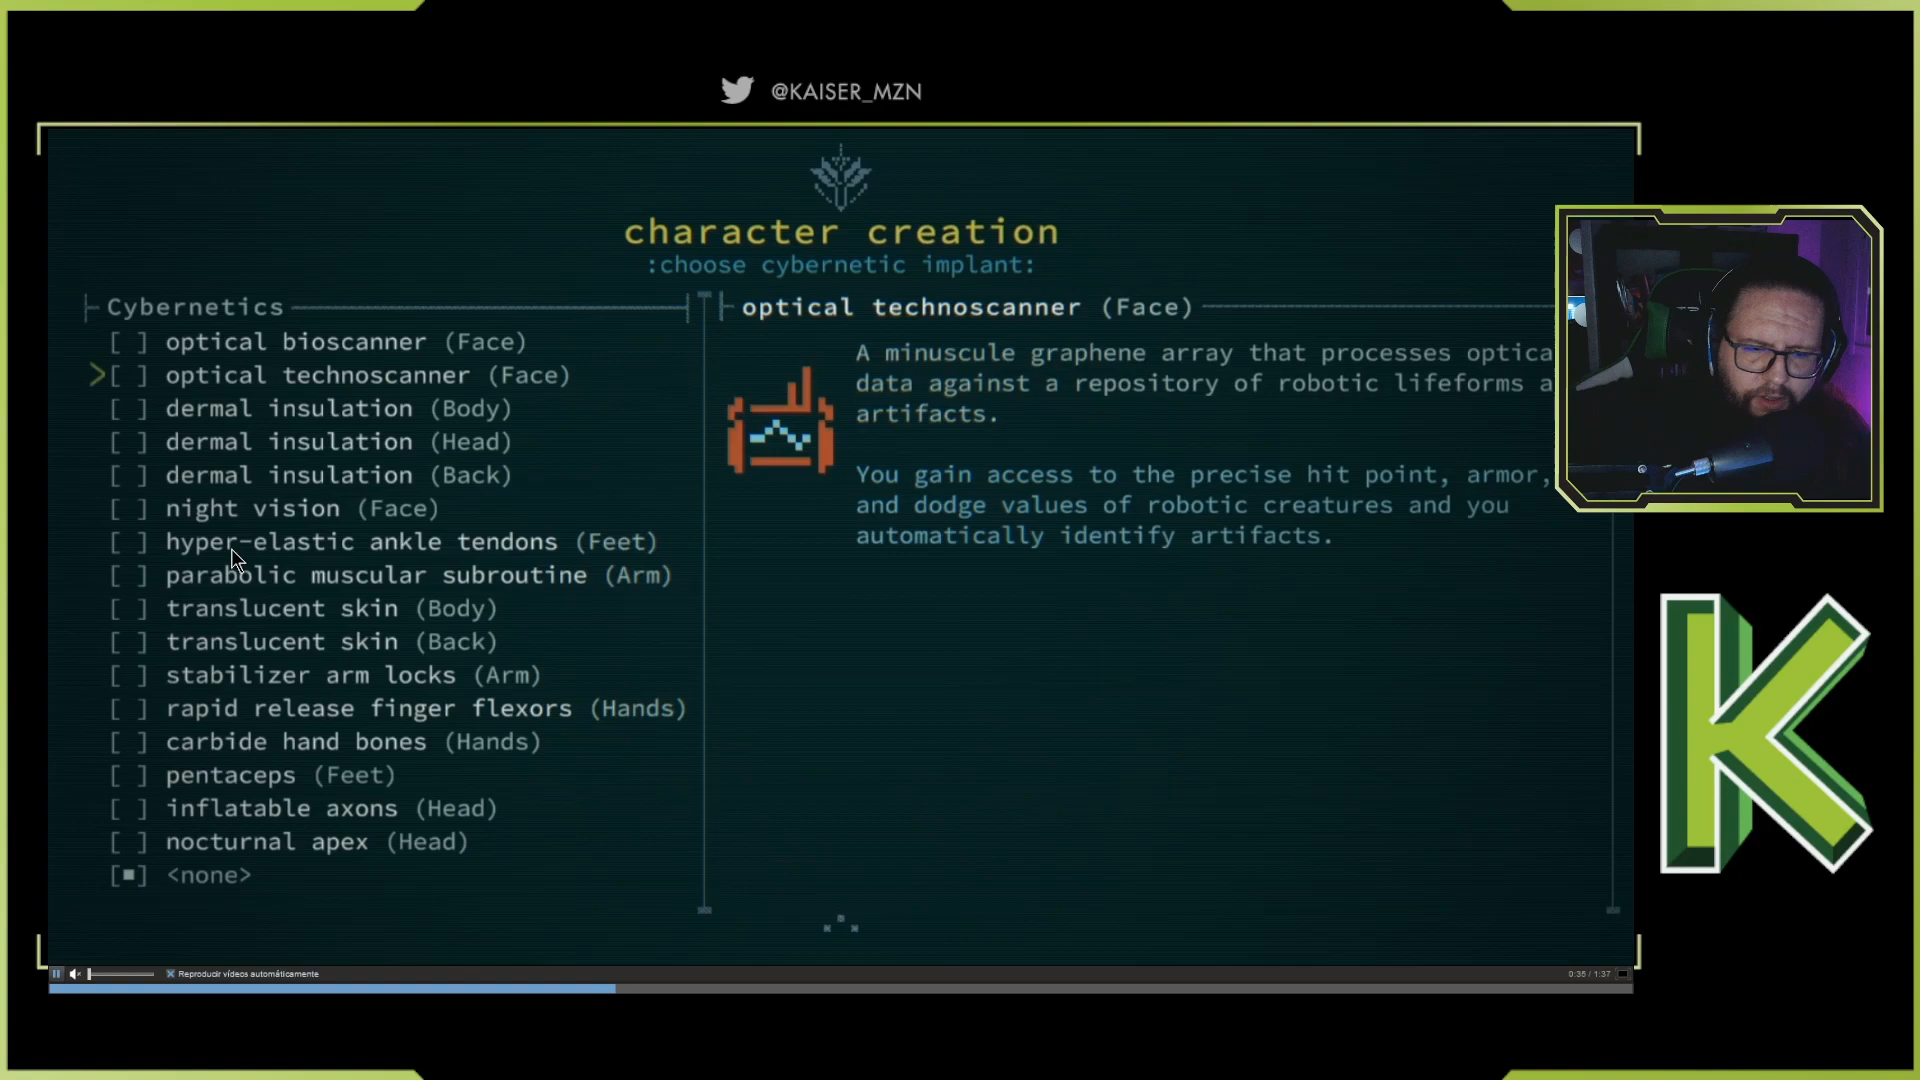 @KAISER_MZN
character creation
:choose cybernetic implant:
Cybernetics
[ ] optical bioscanner (Face)
>[ ] optical technoscanner (Face)
[ ] dermal insulation (Body)
[ ] dermal insulation (Head)
[ ] dermal insulation (Back)
[ ] night vision (Face)
[ ] hyper-elastic ankle tendons (Feet)
[ ] parabolic muscular subroutine (Arm)
[ ] translucent skin (Body)
[ ] translucent skin (Back)
[ ] stabilizer arm locks (Arm)
[ ] rapid release finger flexors (Hands)
[ ] carbide hand bones (Hands)
[ ] pentaceps (Feet)
[ ] inflatable axons (Head)
[ ] nocturnal apex (Head)
[■] <none>
optical technoscanner (Face)
A minuscule graphene array that processes optica
data against a repository of robotic lifeforms a
artifacts.
You gain access to the precise hit point, armor,
and dodge values of robotic creatures and you
automatically identify artifacts.
K
Reproducir vídeos automáticamente
0:35 / 1:37